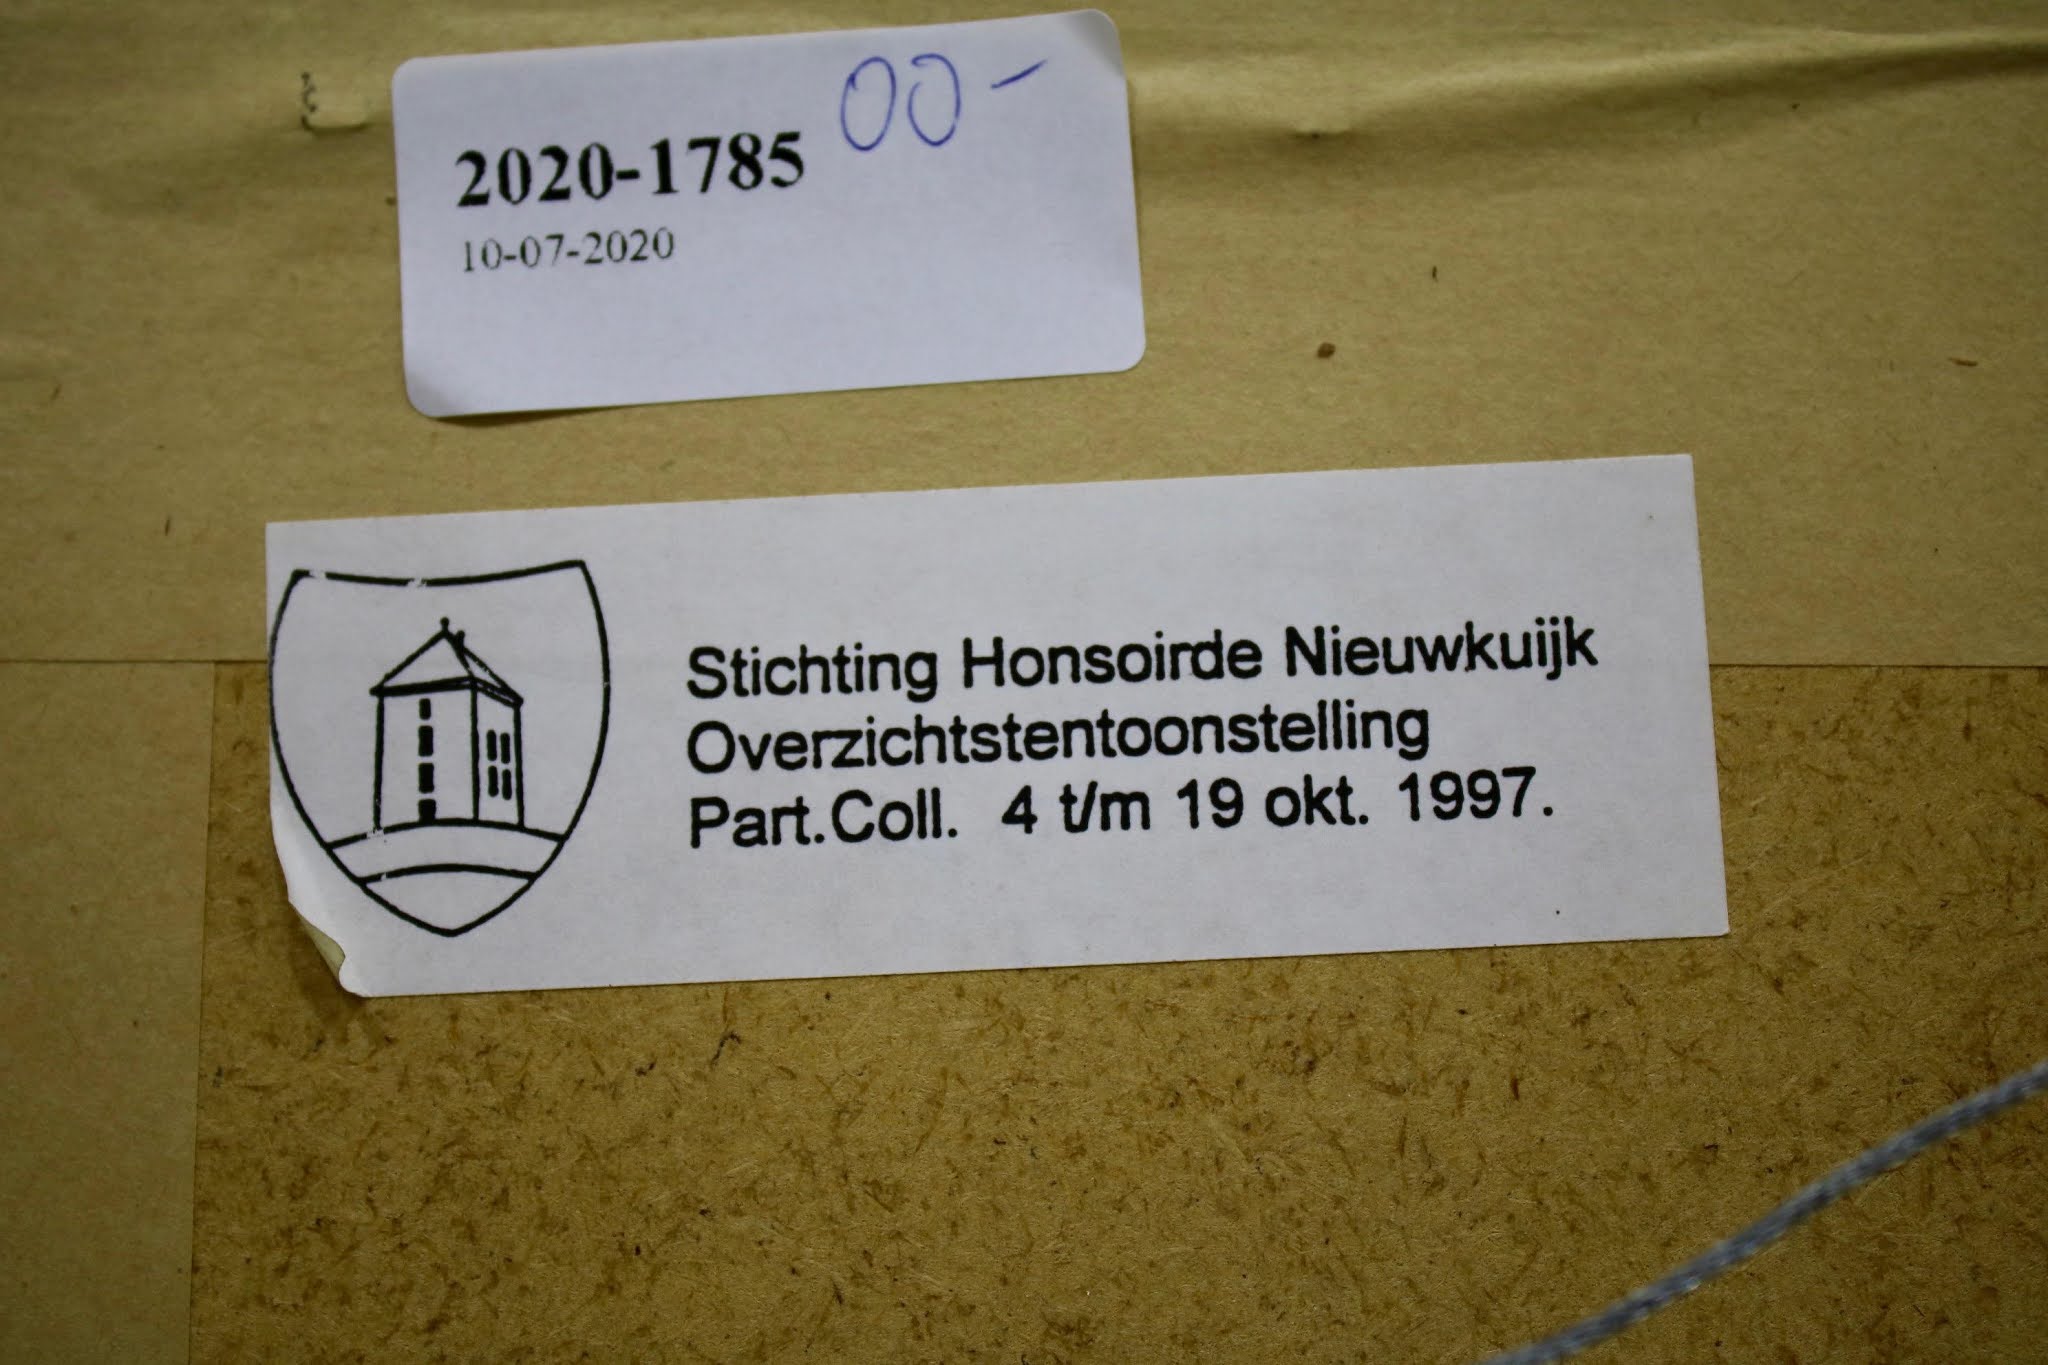 2020-1785 00 -
10-07-2020
Stichting Honsoirde Nieuwkuijk
Overzichtstentoonstelling
Part.Coll. 4 t/m 19 okt. 1997.